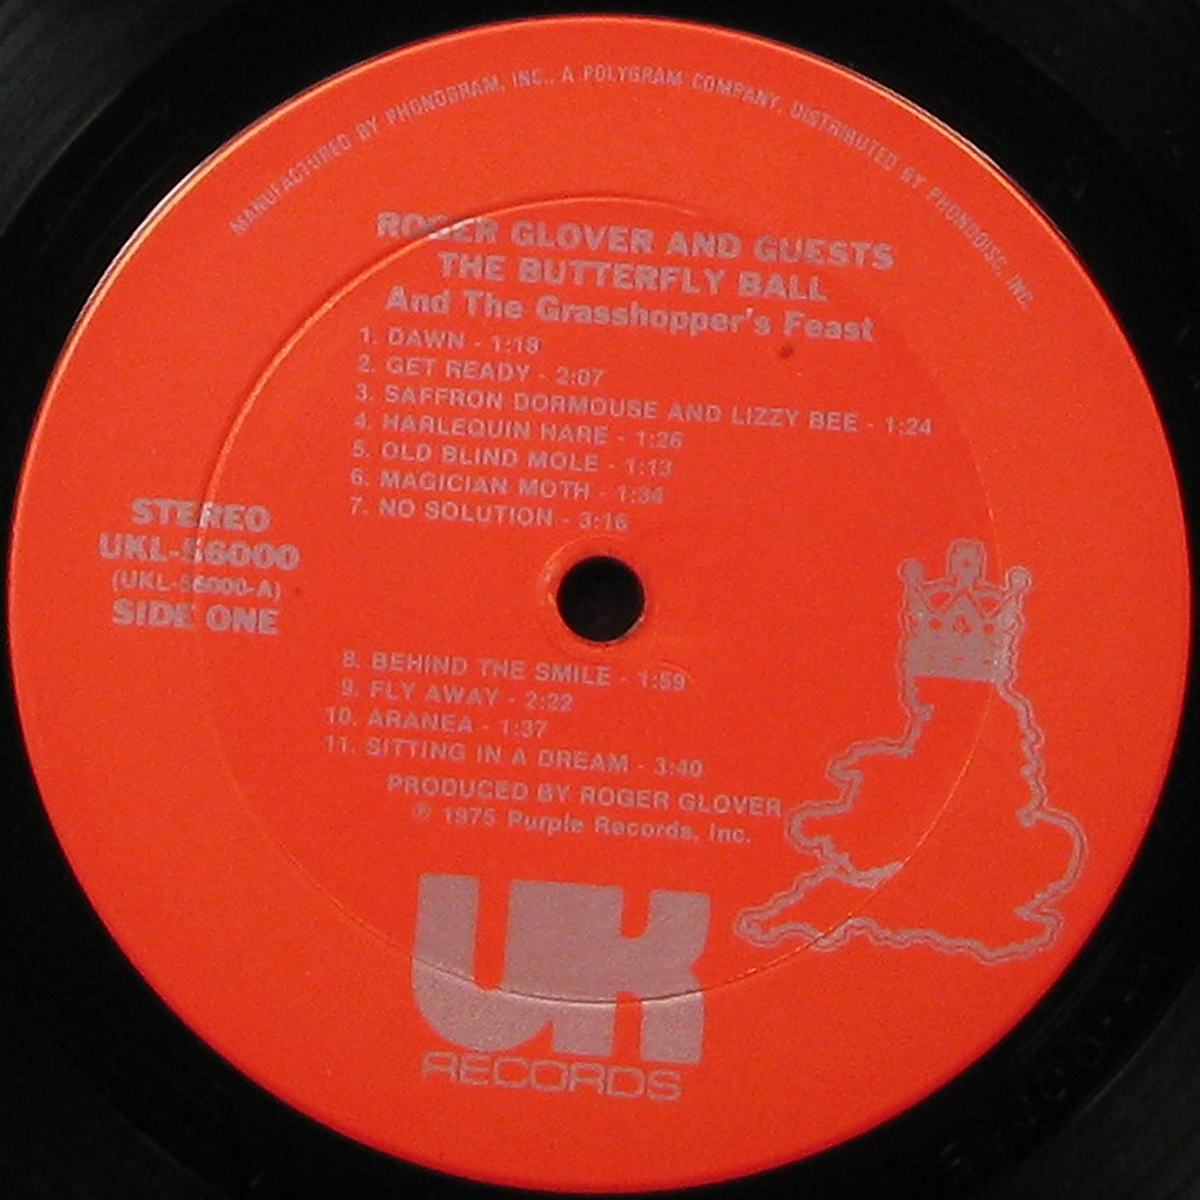 MANUFACTURED BY PHONOGRAM, INC., A POLYGRAM COMPANY. DISTRIBUTED BY PHONODISC, INC.
ROGER GLOVER AND GUESTS
THE BUTTERFLY BALL
And The Grasshopper's Feast
1. DAWN - 1:19
2. GET READY - 2:07
3. SAFFRON DORMOUSE AND LIZZY BEE - 1:24
4. HARLEQUIN HARE - 1:26
5. OLD BLIND MOLE - 1:13
6. MAGICIAN MOTH - 1:34
7. NO SOLUTION - 3:16
STEREO
UKL-56000
(UKL-56000-A)
SIDE ONE
8. BEHIND THE SMILE - 1:59
9. FLY AWAY - 2:22
10. ARANEA - 1:37
11. SITTING IN A DREAM - 3:40
PRODUCED BY ROGER GLOVER
℗ 1975 Purple Records, Inc.
UK
RECORDS